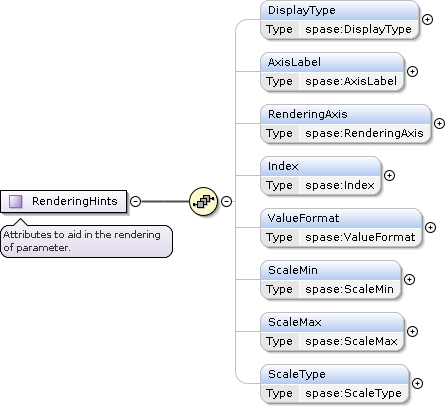 DisplayType
Type spase:DisplayType
AxisLabel
Type spase:AxisLabel
RenderingAxis
Type spase:RenderingAxis
Index
Type spase:Index
RenderingHints
Attributes to aid in the rendering
of parameter.
ValueFormat
Type spase:ValueFormat
ScaleMin
Type spase:ScaleMin
ScaleMax
Type spase:ScaleMax
ScaleType
Type spase:ScaleType